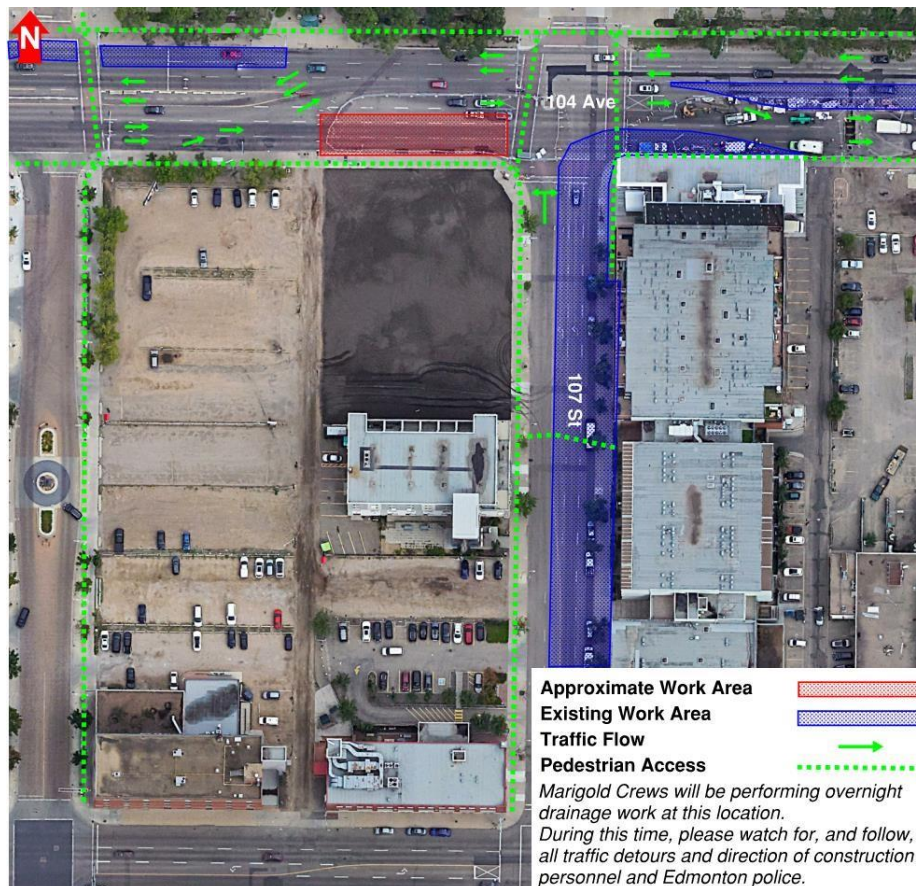 N
104 Ave
107 St
Approximate Work Area
Existing Work Area
Traffic Flow
Pedestrian Access
Marigold Crews will be performing overnight
drainage work at this location.
During this time, please watch for, and follow,
all traffic detours and direction of construction
personnel and Edmonton police.